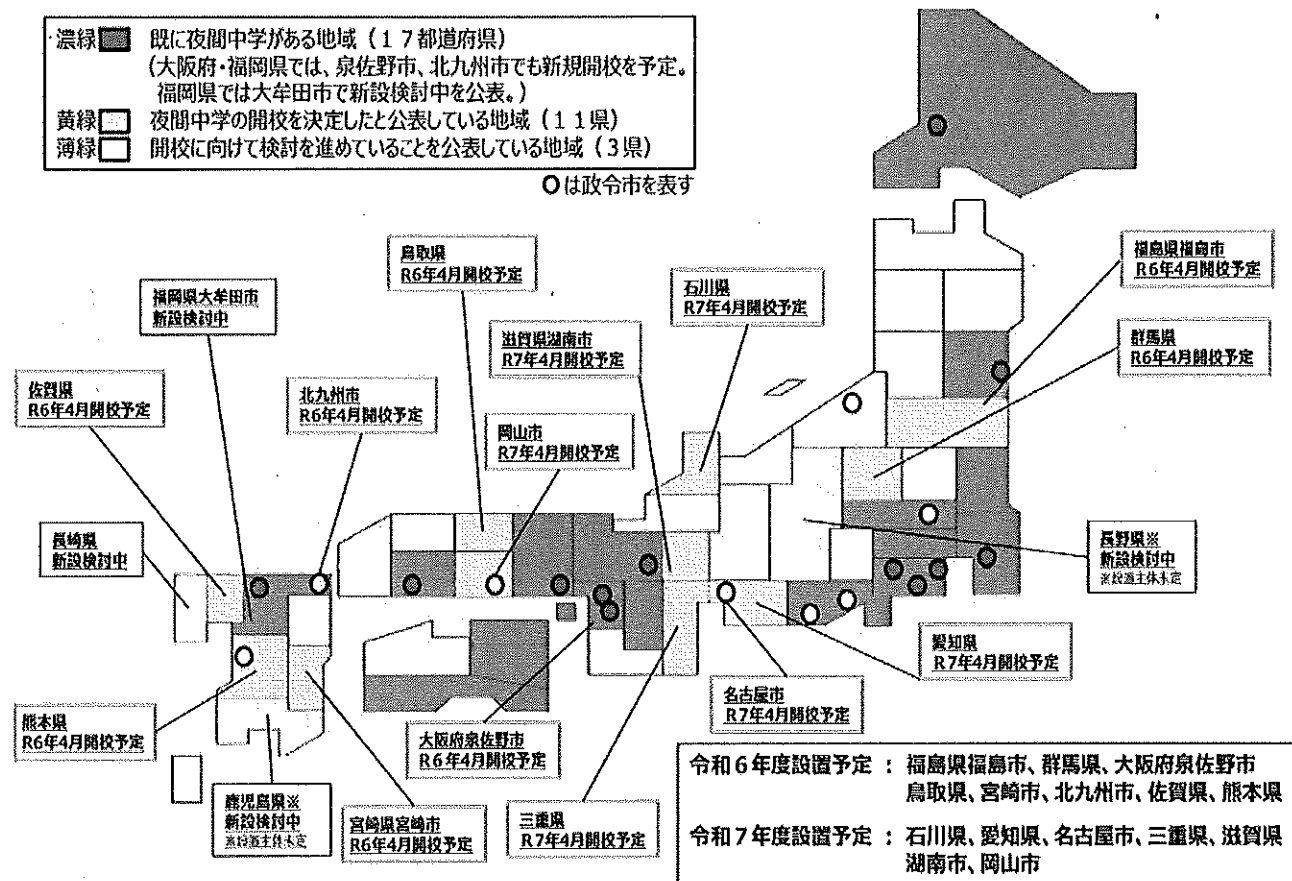 濃緑 既に夜間中学がある地域（１７都道府県）
（大阪府・福岡県では、泉佐野市、北九州市でも新規開校を予定。
福岡県では大牟田市で新設検討中を公表。）
黄緑 夜間中学の開校を決定したと公表している地域（１１県）
薄緑 開校に向けて検討を進めていることを公表している地域（３県）
Oは政令市を表す
鳥取県
R6年4月開校予定
福島県福島市
R6年4月開校予定
石川県
R7年4月開校予定
福岡県大牟田市
新設検討中
滋賀県湖南市
R7年4月開校予定
群馬県
R6年4月開校予定
佐賀県
R6年4月開校予定
北九州市
R6年4月開校予定
岡山市
R7年4月開校予定
長崎県
新設検討中
長野県※
新設検討中
※設置主体未定
愛知県
R7年4月開校予定
名古屋市
R7年4月開校予定
熊本県
R6年4月開校予定
大阪府泉佐野市
R6年4月開校予定
鹿児島県※
新設検討中
※設置主体未定
宮崎県宮崎市
R6年4月開校予定
三重県
R7年4月開校予定
令和６年度設置予定 ： 福島県福島市、群馬県、大阪府泉佐野市
鳥取県、宮崎市、北九州市、佐賀県、熊本県
令和７年度設置予定 ： 石川県、愛知県、名古屋市、三重県、滋賀県
湖南市、岡山市